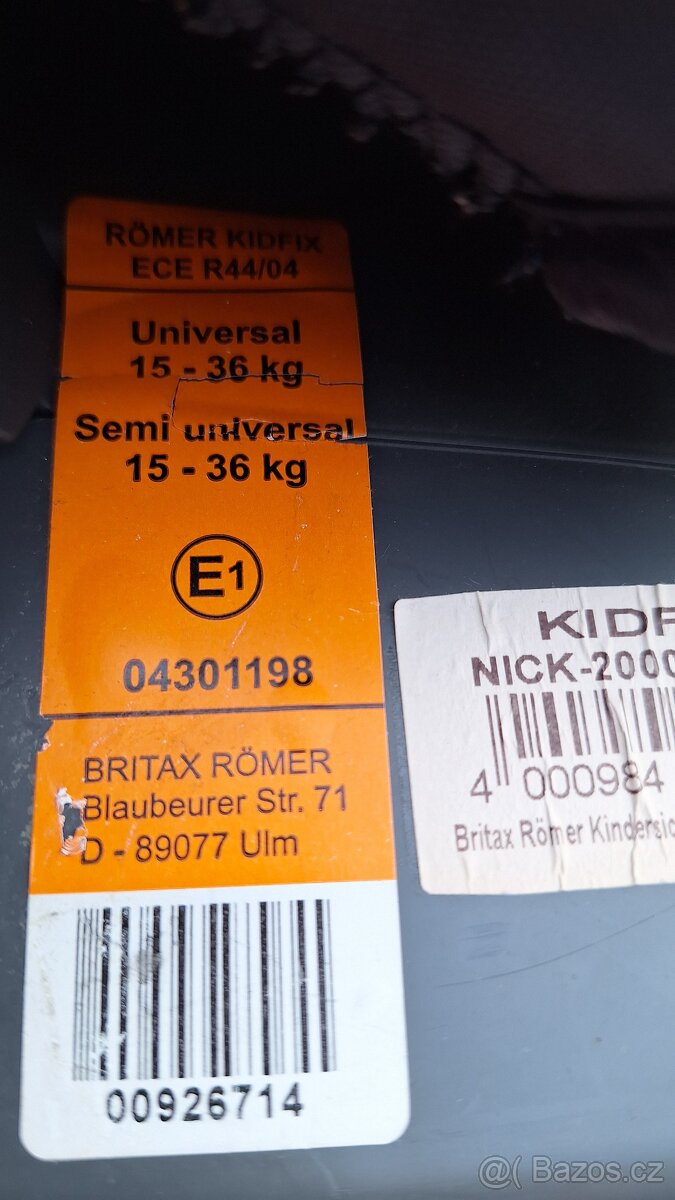 RÖMER KIDFIX
ECE R44/04
Universal
15 - 36 kg
Semi universal
15 - 36 kg
E1
04301198
BRITAX RÖMER
Blaubeurer Str. 71
D - 89077 Ulm
00926714
KIDF
NICK-2000
4 000984
Britax Römer Kindersic
@( Bazoš.cz